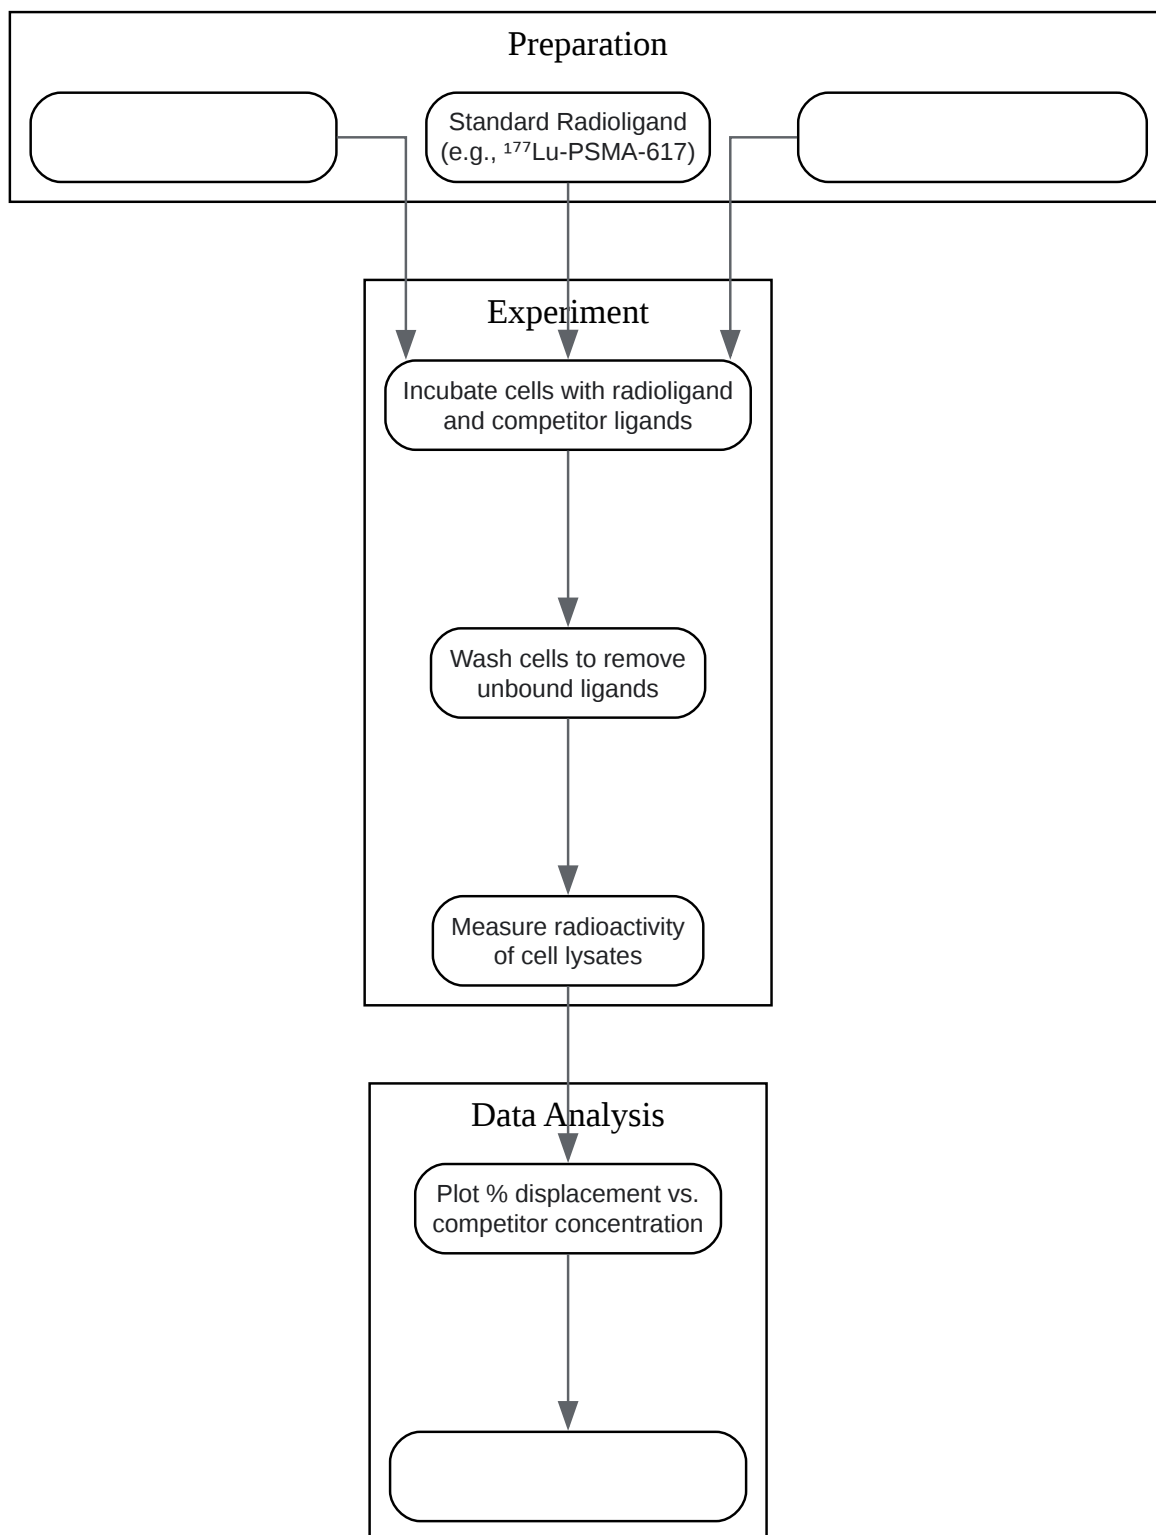 Preparation
Standard Radioligand
(e.g., ¹⁷⁷Lu-PSMA-617)
Experiment
Incubate cells with radioligand
and competitor ligands
Wash cells to remove
unbound ligands
Measure radioactivity
of cell lysates
Data Analysis
Plot % displacement vs.
competitor concentration